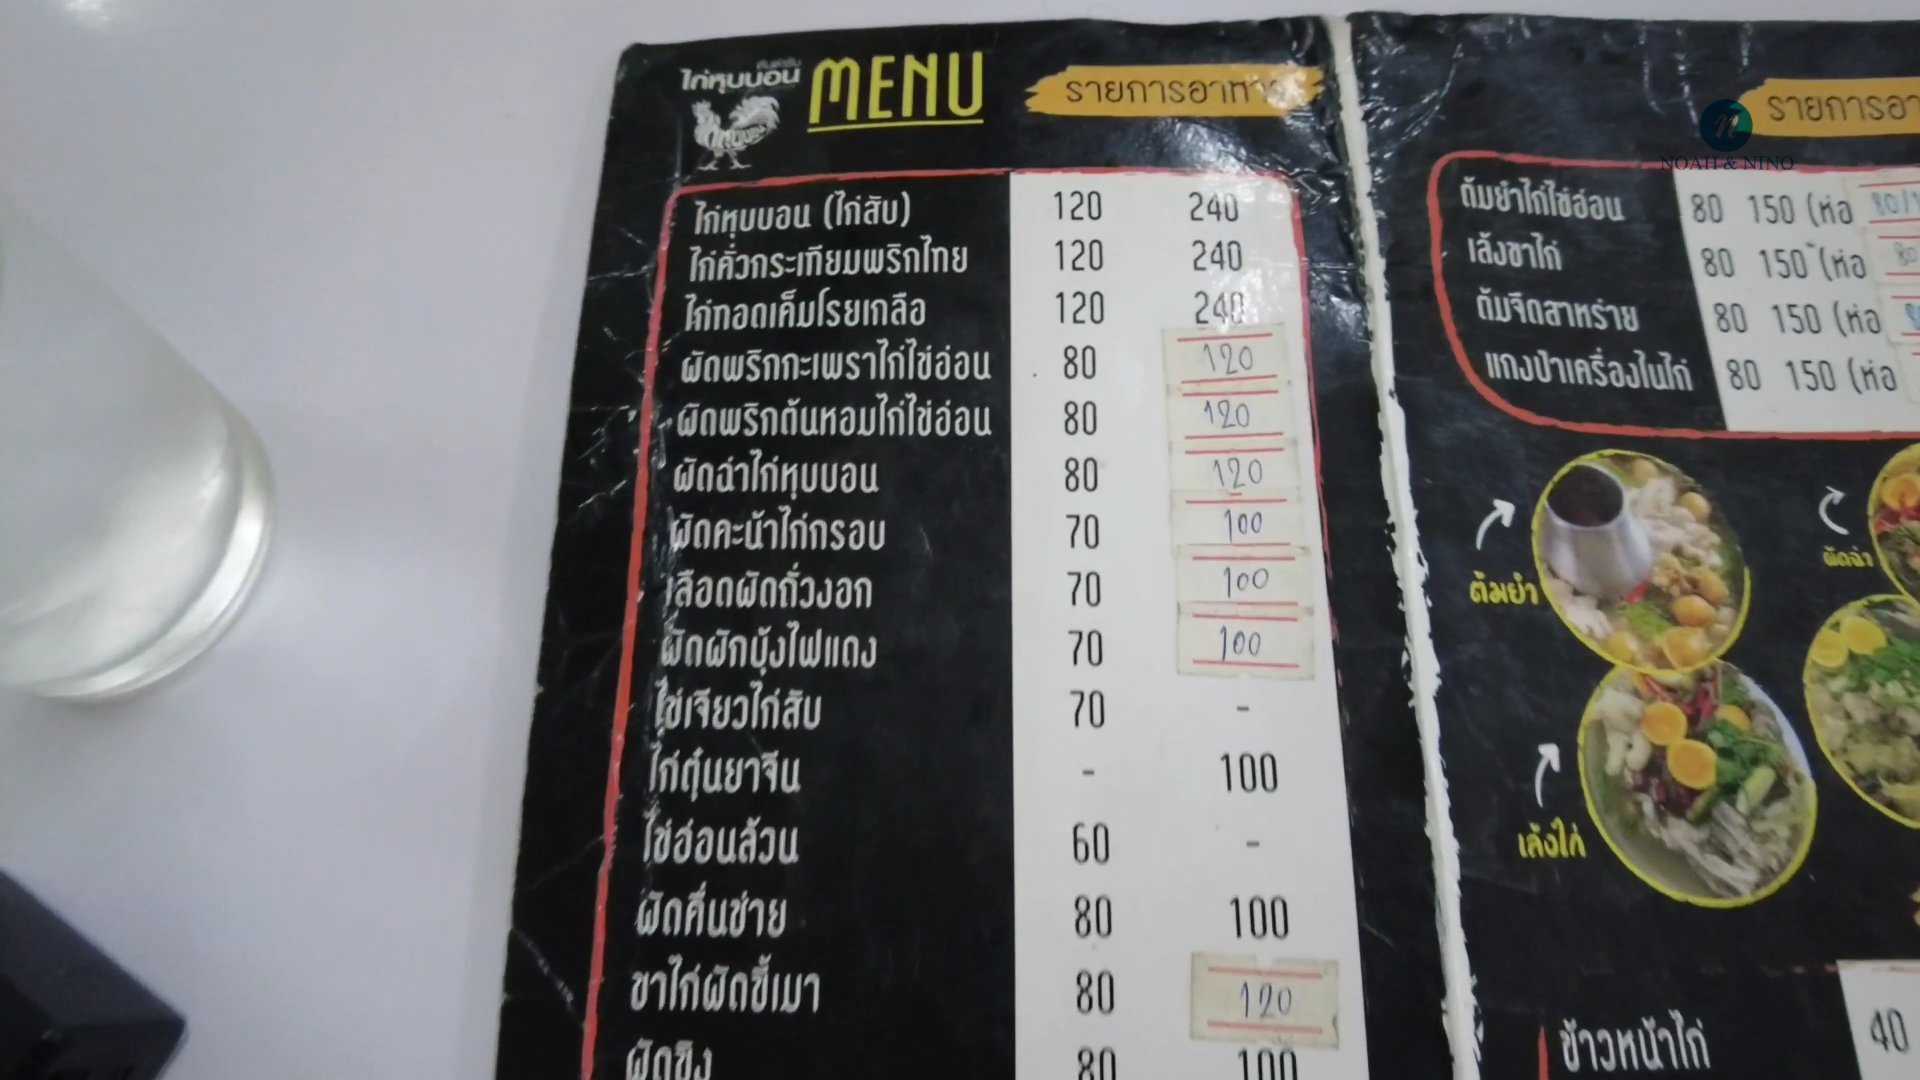 ไก่หุบบอน MENU
รายการอาหาร
ไก่หุบบอน (ไก่สับ) 120 240
ไก่คั่วกระเทียมพริกไทย 120 240
ไก่ทอดเค็มโรยเกลือ 120 240
ผัดพริกกะเพราไก่ไข่อ่อน 80 120
ผัดพริกต้นหอมไก่ไข่อ่อน 80 120
ผัดฉ่าไก่หุบบอน 80 120
ผัดคะน้าไก่กรอบ 70 100
เลือดผัดถั่วงอก 70 100
ผัดผักบุ้งไฟแดง 70 100
ไข่เจียวไก่สับ 70 -
ไก่ตุ๋นยาจีน - 100
ไข่อ่อนล้วน 60 -
ผัดคื่นช่าย 80 100
ขาไก่ผัดขี้เมา 80 120
ผัดขิง 80 100
รายการอา
NOAH & NINO
ต้มยำไก่ไข่อ่อน 80 150 (ห่อ 80/1
เล้งขาไก่ 80 150 (ห่อ 80
ต้มจืดสาหร่าย 80 150 (ห่อ
แกงป่าเครื่องในไก่ 80 150 (ห่อ
ต้มยำ
ผัดฉ่า
เล้งไก่
ข้าวหน้าไก่ 40